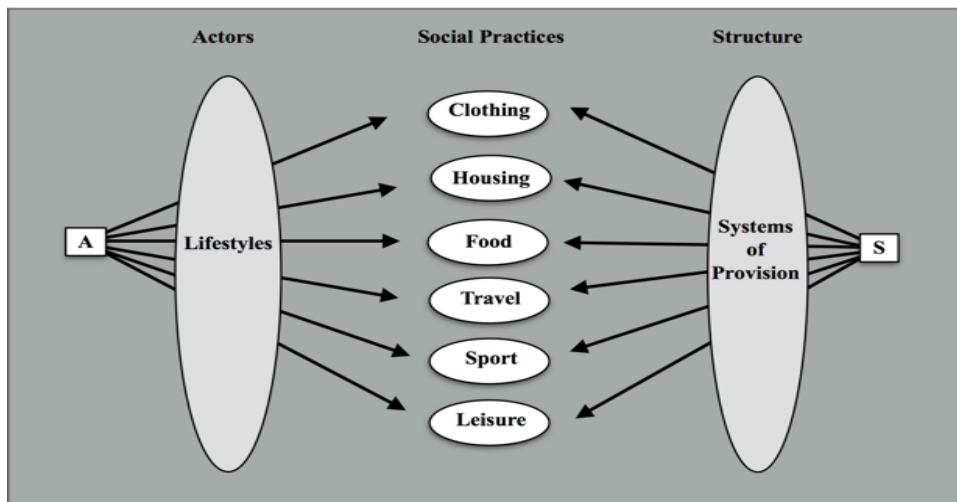 Actors
Social Practices
Structure
Clothing
Housing
Food
Travel
Sport
Leisure
A
Lifestyles
Systems
of
Provision
S